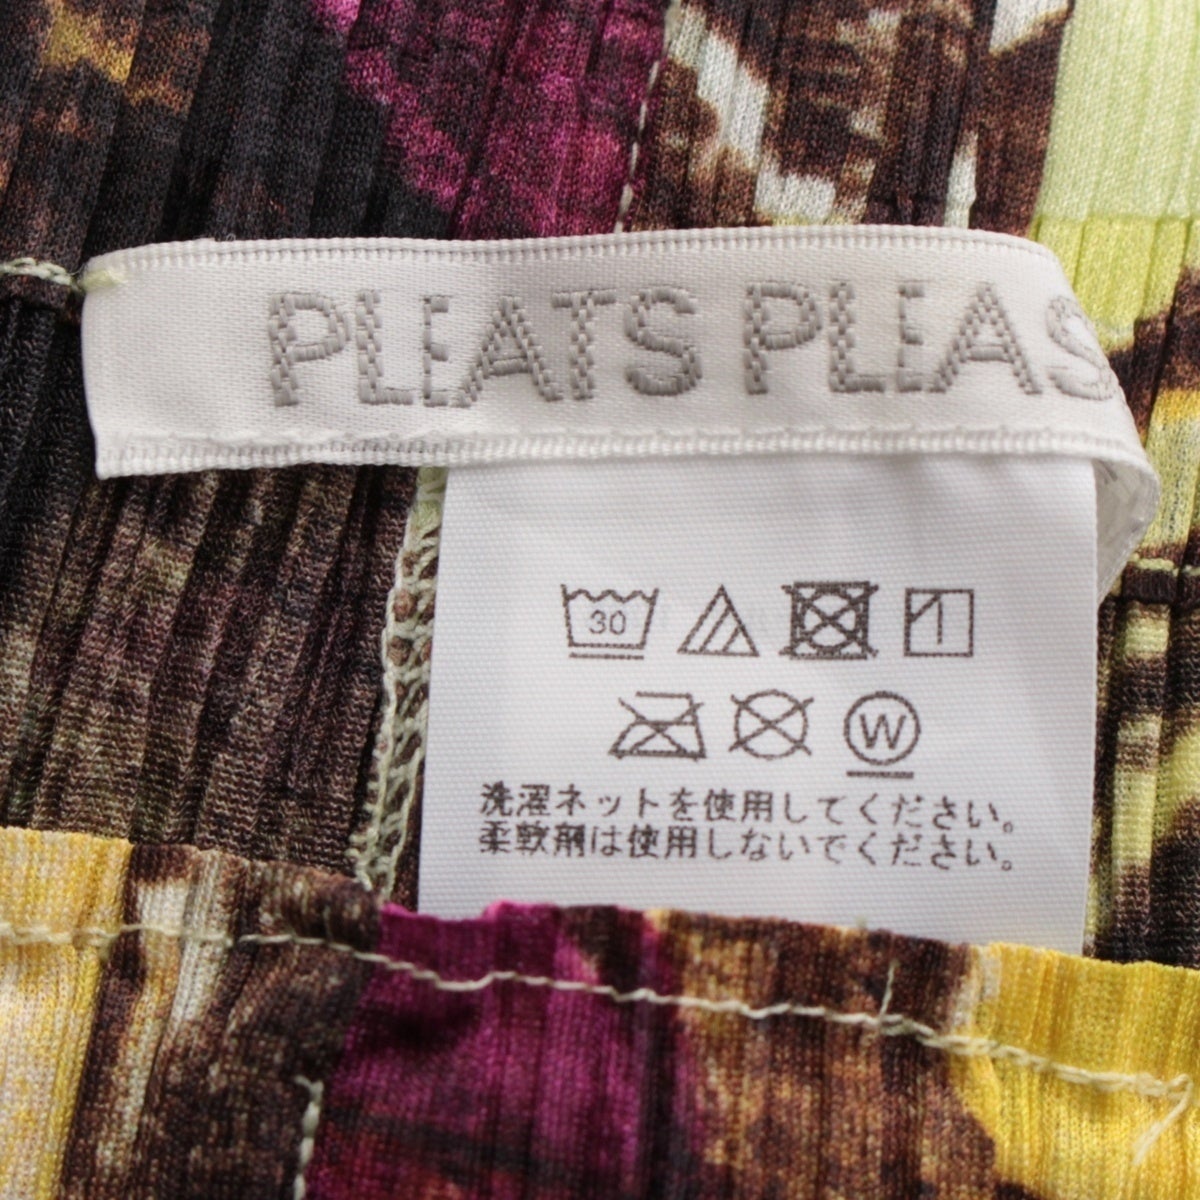 PLEATS PLEAS
30
W
洗濯ネットを使用してください。
柔軟剤は使用しないでください。